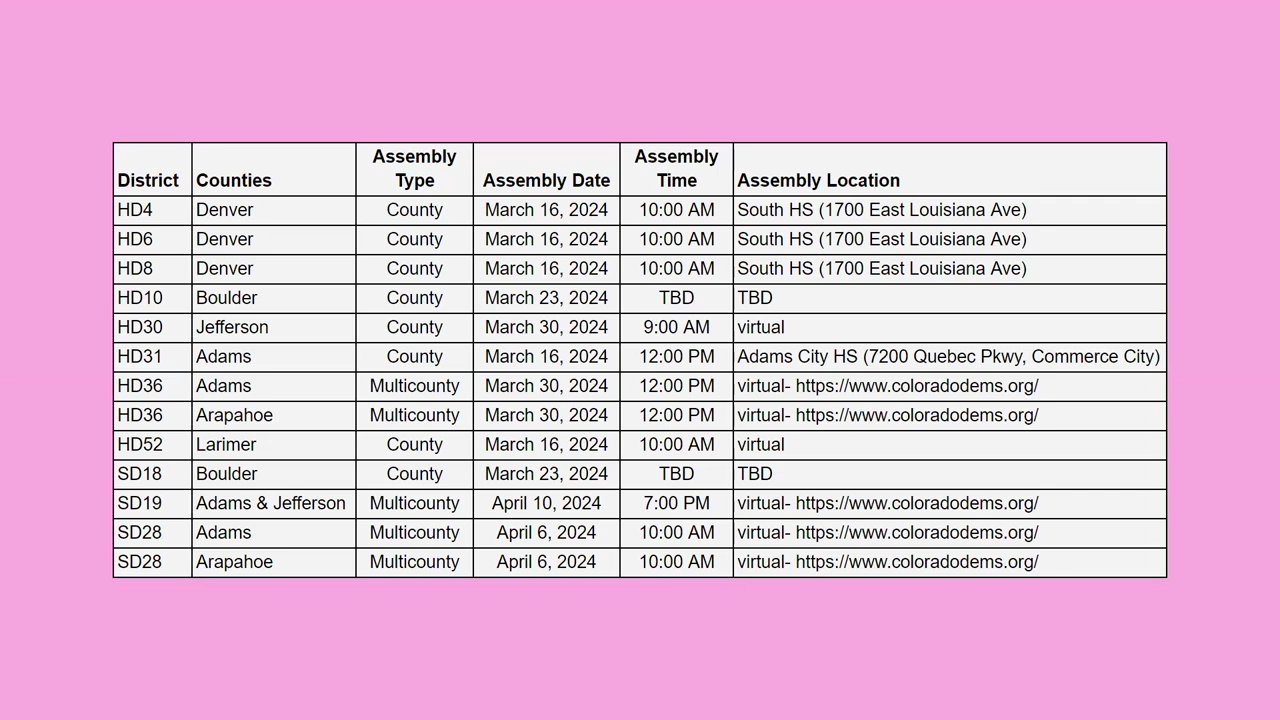 District Counties Assembly Type Assembly Date Assembly Time Assembly Location
HD4 Denver County March 16, 2024 10:00 AM South HS (1700 East Louisiana Ave)
HD6 Denver County March 16, 2024 10:00 AM South HS (1700 East Louisiana Ave)
HD8 Denver County March 16, 2024 10:00 AM South HS (1700 East Louisiana Ave)
HD10 Boulder County March 23, 2024 TBD TBD
HD30 Jefferson County March 30, 2024 9:00 AM virtual
HD31 Adams County March 16, 2024 12:00 PM Adams City HS (7200 Quebec Pkwy, Commerce City)
HD36 Adams Multicounty March 30, 2024 12:00 PM virtual- https://www.coloradodems.org/
HD36 Arapahoe Multicounty March 30, 2024 12:00 PM virtual- https://www.coloradodems.org/
HD52 Larimer County March 16, 2024 10:00 AM virtual
SD18 Boulder County March 23, 2024 TBD TBD
SD19 Adams & Jefferson Multicounty April 10, 2024 7:00 PM virtual- https://www.coloradodems.org/
SD28 Adams Multicounty April 6, 2024 10:00 AM virtual- https://www.coloradodems.org/
SD28 Arapahoe Multicounty April 6, 2024 10:00 AM virtual- https://www.coloradodems.org/